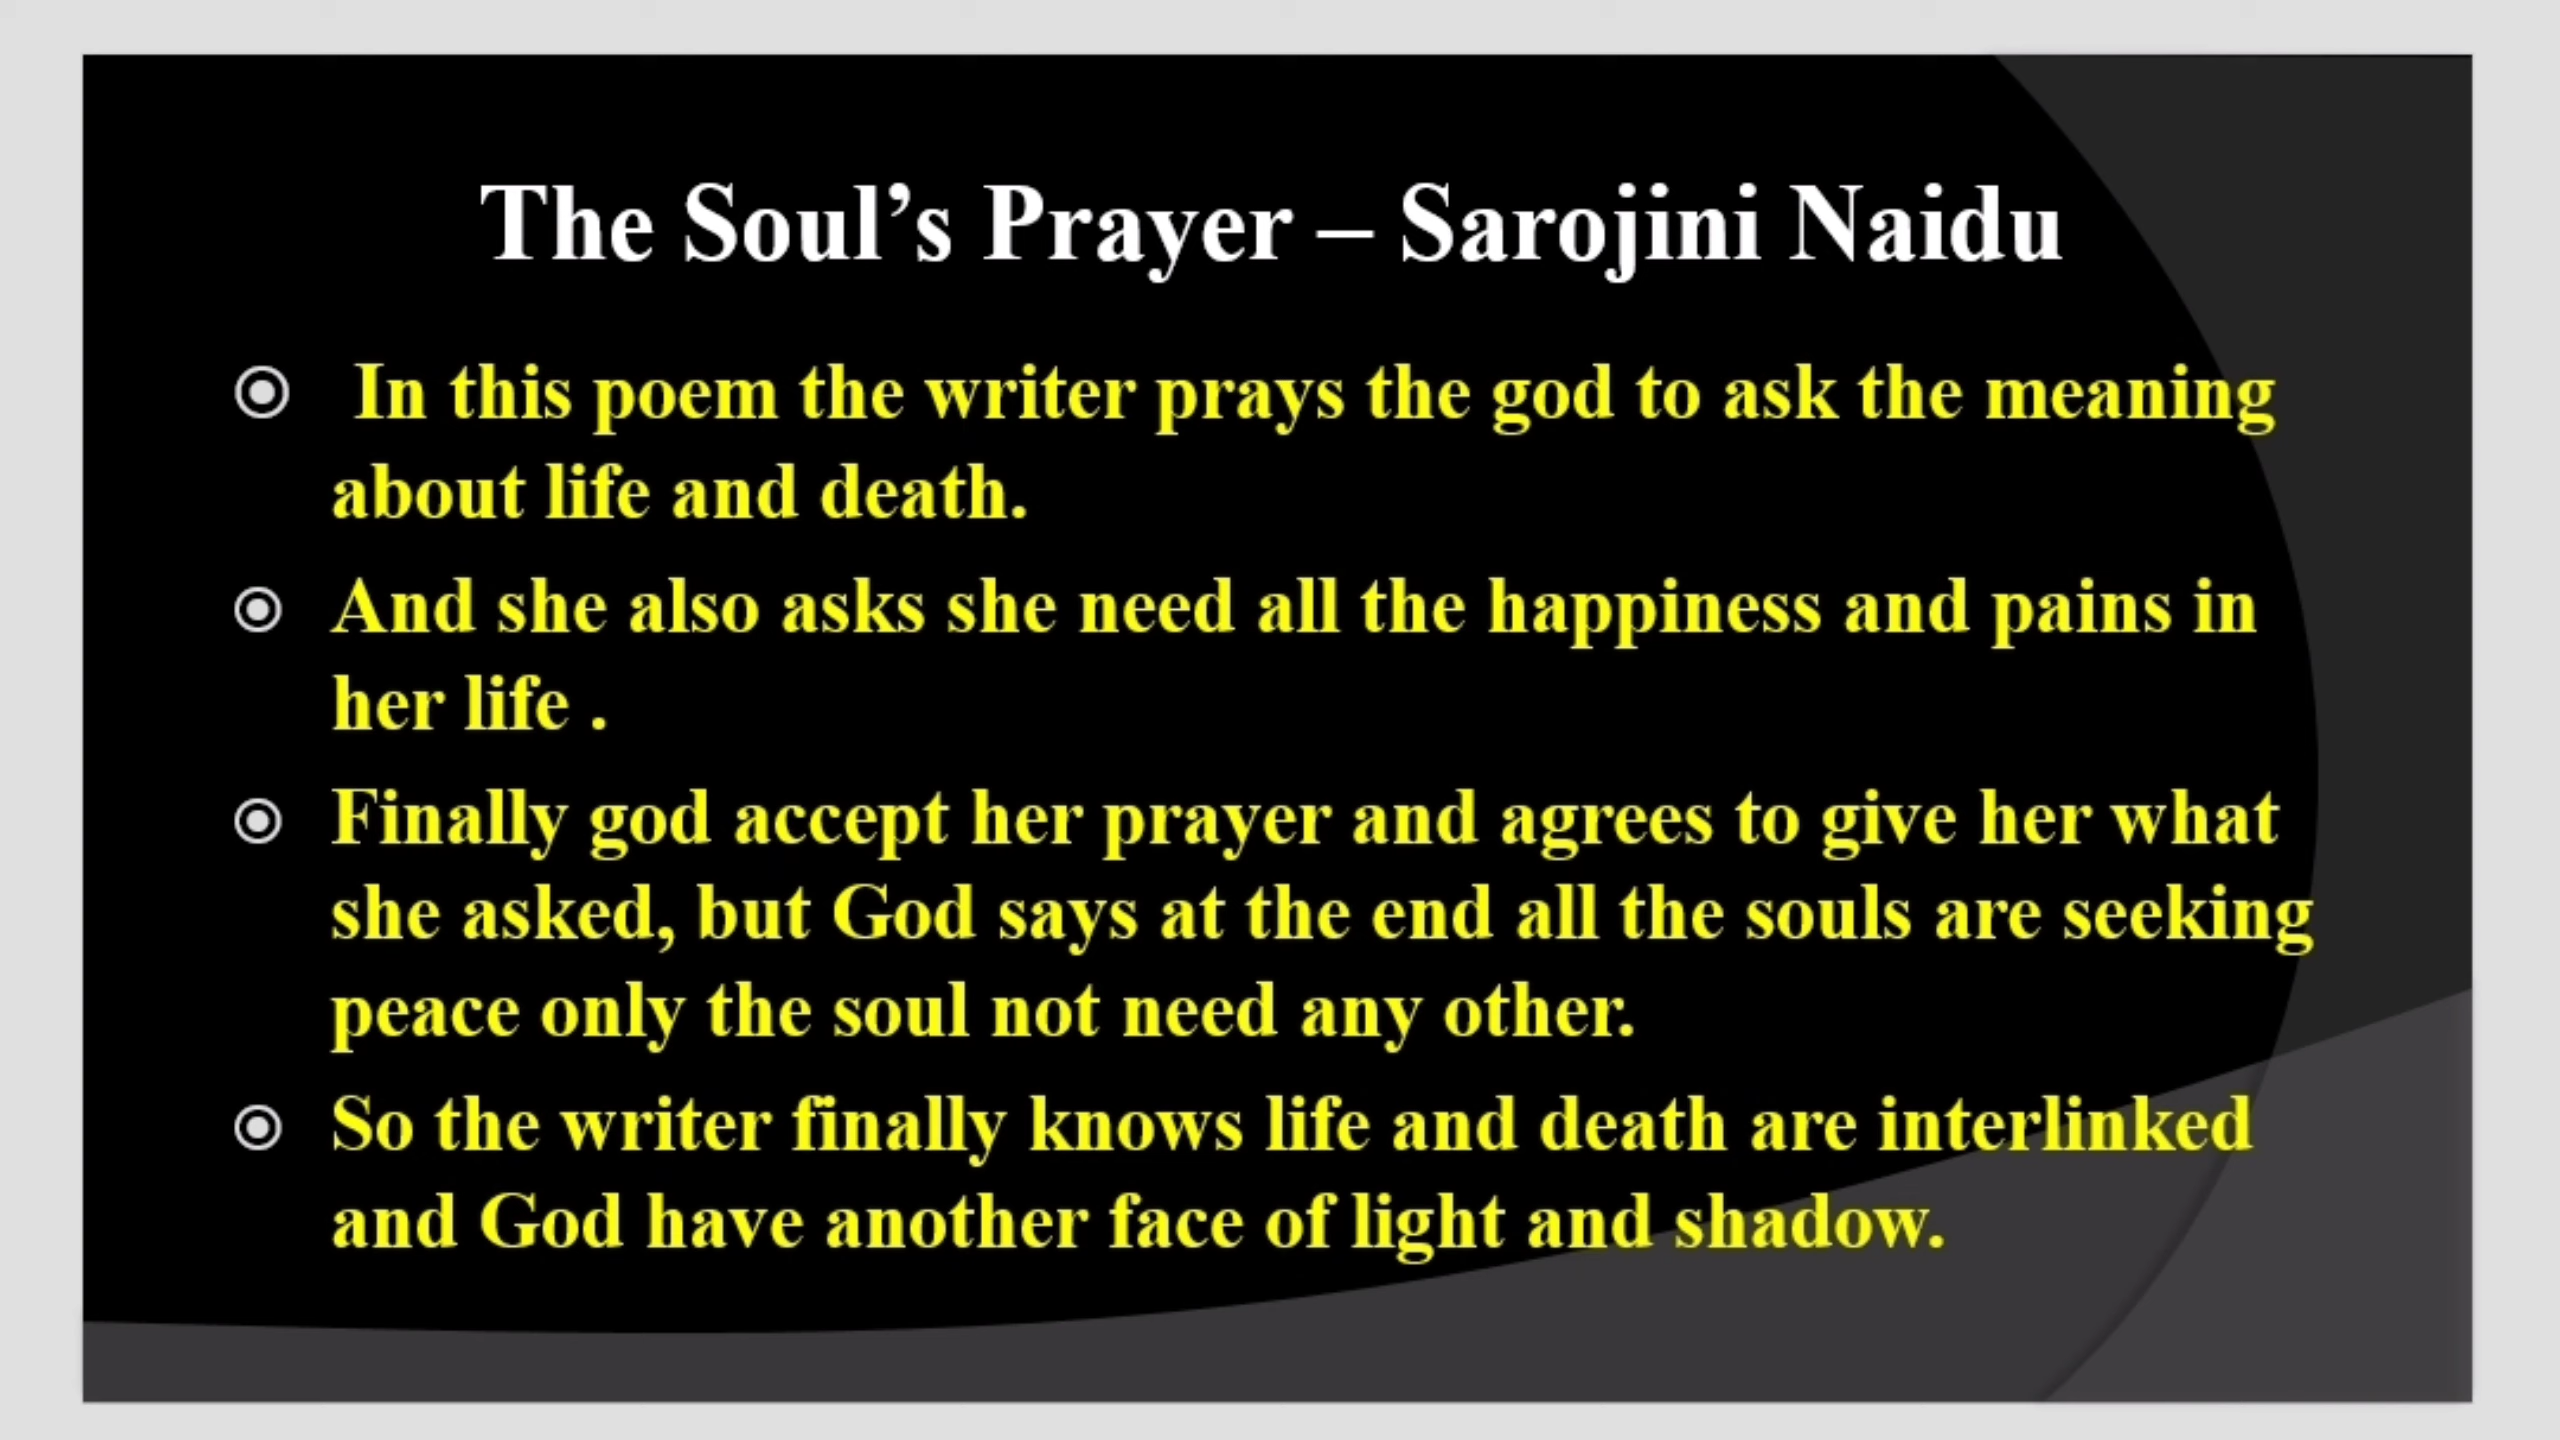 The Soul’s Prayer – Sarojini Naidu
In this poem the writer prays the god to ask the meaning
about life and death.
And she also asks she need all the happiness and pains in
her life .
Finally god accept her prayer and agrees to give her what
she asked, but God says at the end all the souls are seeking
peace only the soul not need any other.
So the writer finally knows life and death are interlinked
and God have another face of light and shadow.